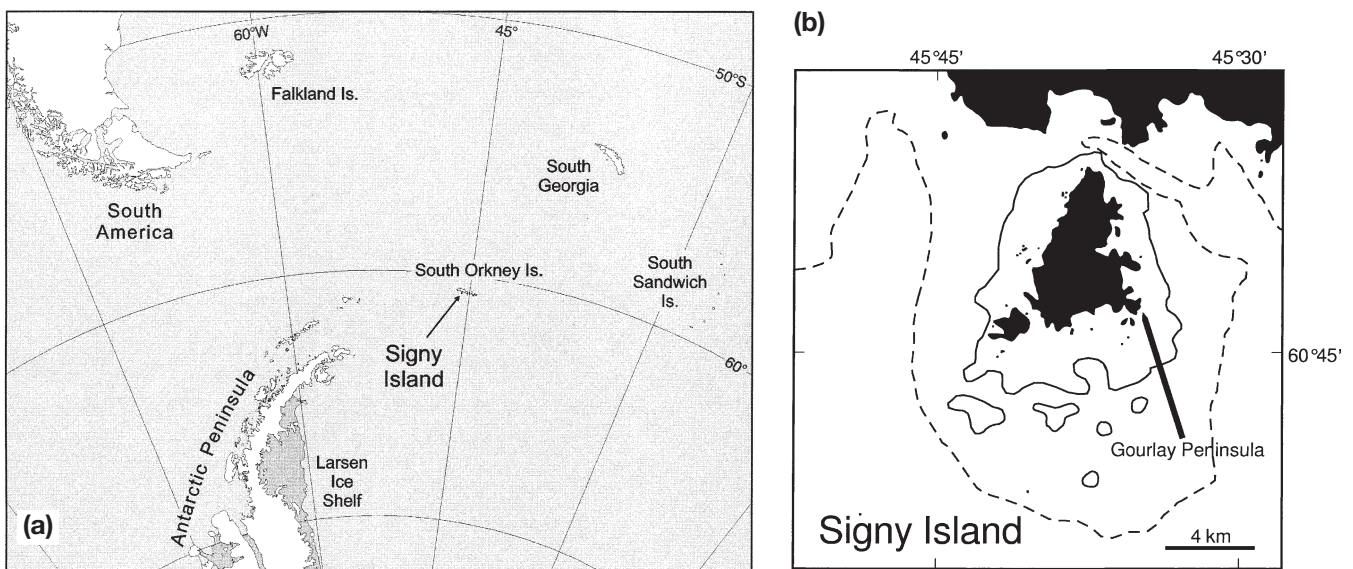 60°W
45°
50°S
Falkland Is.
South
Georgia
South
America
South Orkney Is.
South
Sandwich
Is.
Signy
Island
60°
Antarctic Peninsula
Larsen
Ice
Shelf
(a)
(b)
45°45'
45°30'
60°45'
Gourlay Peninsula
Signy Island
4 km